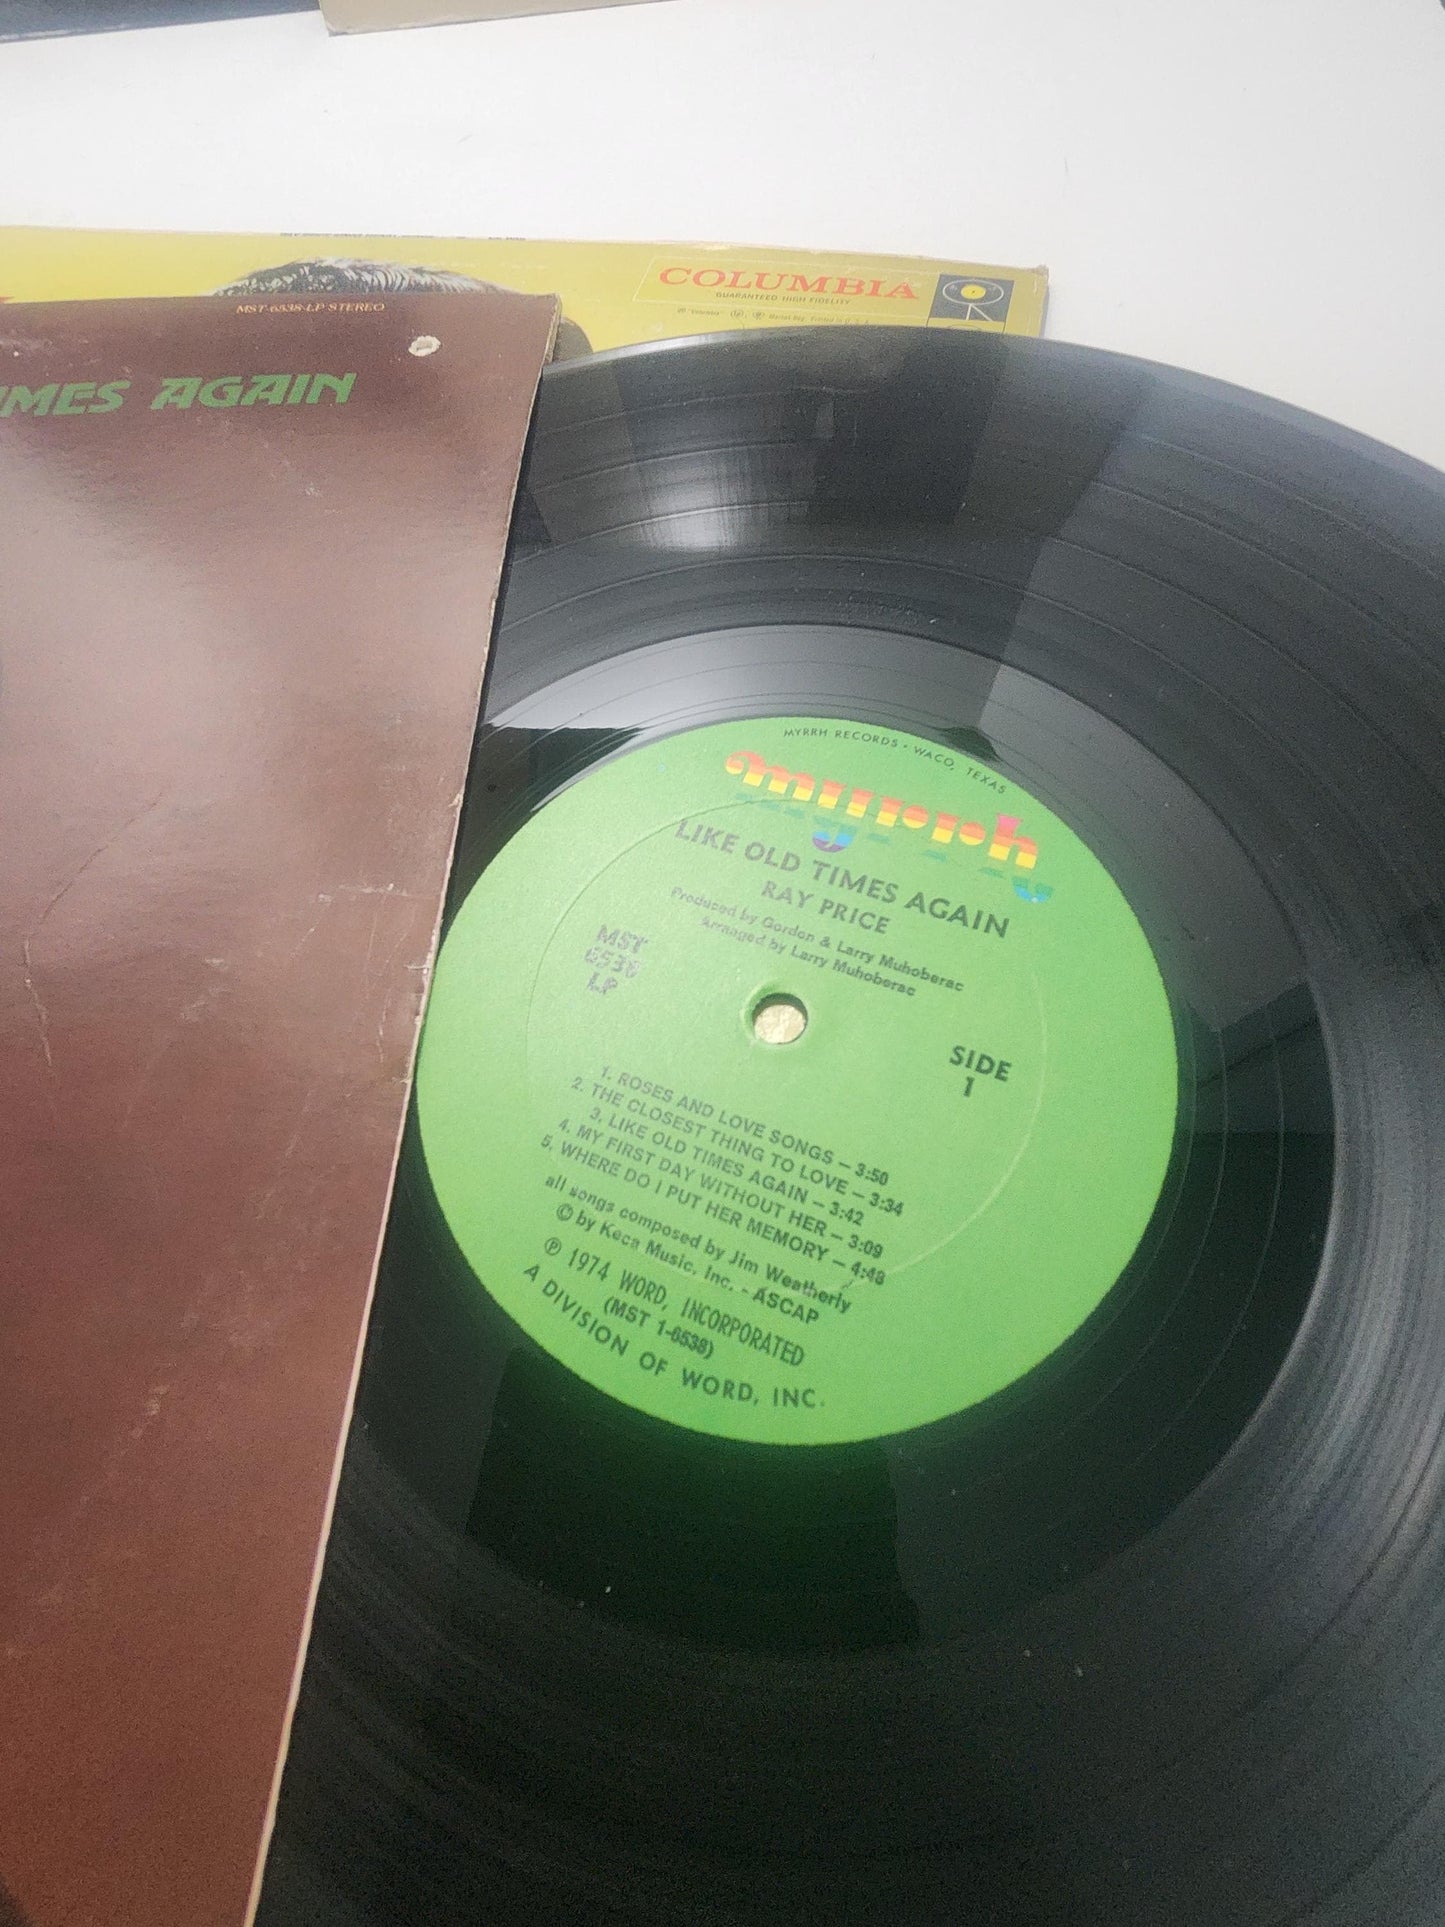 COLUMBIA
GUARANTEED HIGH FIDELITY
MST-6538-LP STEREO
TIMES AGAIN
MYRRH RECORDS • WACO, TEXAS
myrrh
LIKE OLD TIMES AGAIN
RAY PRICE
Produced by Gordon & Larry Muhoberac
Arranged by Larry Muhoberac
MST
6538
LP
SIDE
1
1. ROSES AND LOVE SONGS – 3:50
2. THE CLOSEST THING TO LOVE – 3:34
3. LIKE OLD TIMES AGAIN – 3:42
4. MY FIRST DAY WITHOUT HER – 3:09
5. WHERE DO I PUT HER MEMORY – 4:48
all songs composed by Jim Weatherly
© by Keca Music, Inc. - ASCAP
℗ 1974 WORD, INCORPORATED
(MST 1-6538)
A DIVISION OF WORD, INC.